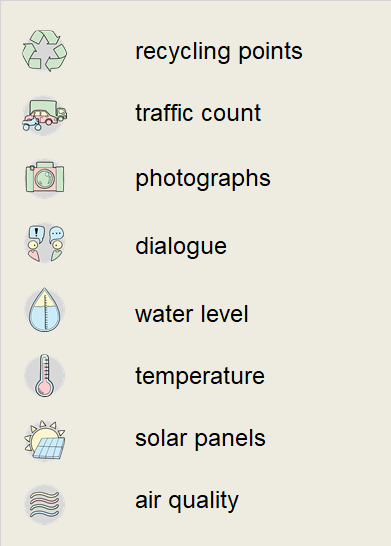 recycling points
traffic count
photographs
dialogue
water level
temperature
solar panels
air quality